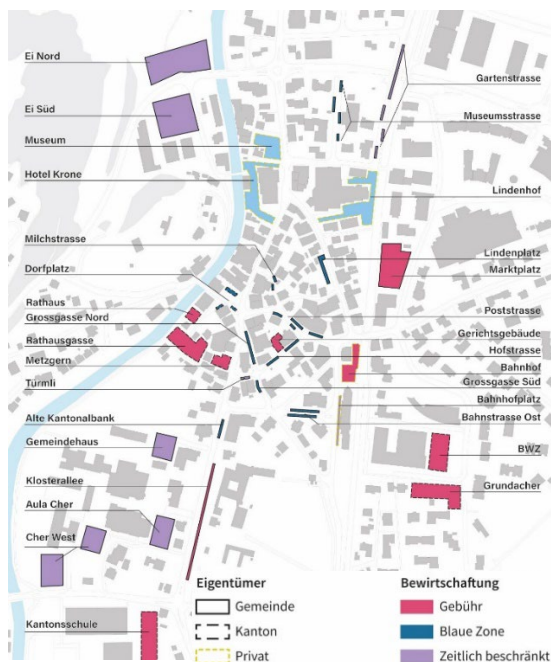 Ei Nord
Ei Süd
Museum
Hotel Krone
Milchstrasse
Dorfplatz
Rathaus
Grossgasse Nord
Rathausgasse
Metzgern
Türmli
Alte Kantonalbank
Gemeindehaus
Klosterallee
Aula Cher
Cher West
Kantonsschule
Gartenstrasse
Museumsstrasse
Lindenhof
Lindenplatz
Marktplatz
Poststrasse
Gerichtsgebäude
Hofstrasse
Bahnhof
Grossgasse Süd
Bahnhofplatz
Bahnstrasse Ost
BWZ
Grundacher
Eigentümer
Gemeinde
Kanton
Privat
Bewirtschaftung
Gebühr
Blaue Zone
Zeitlich beschränkt